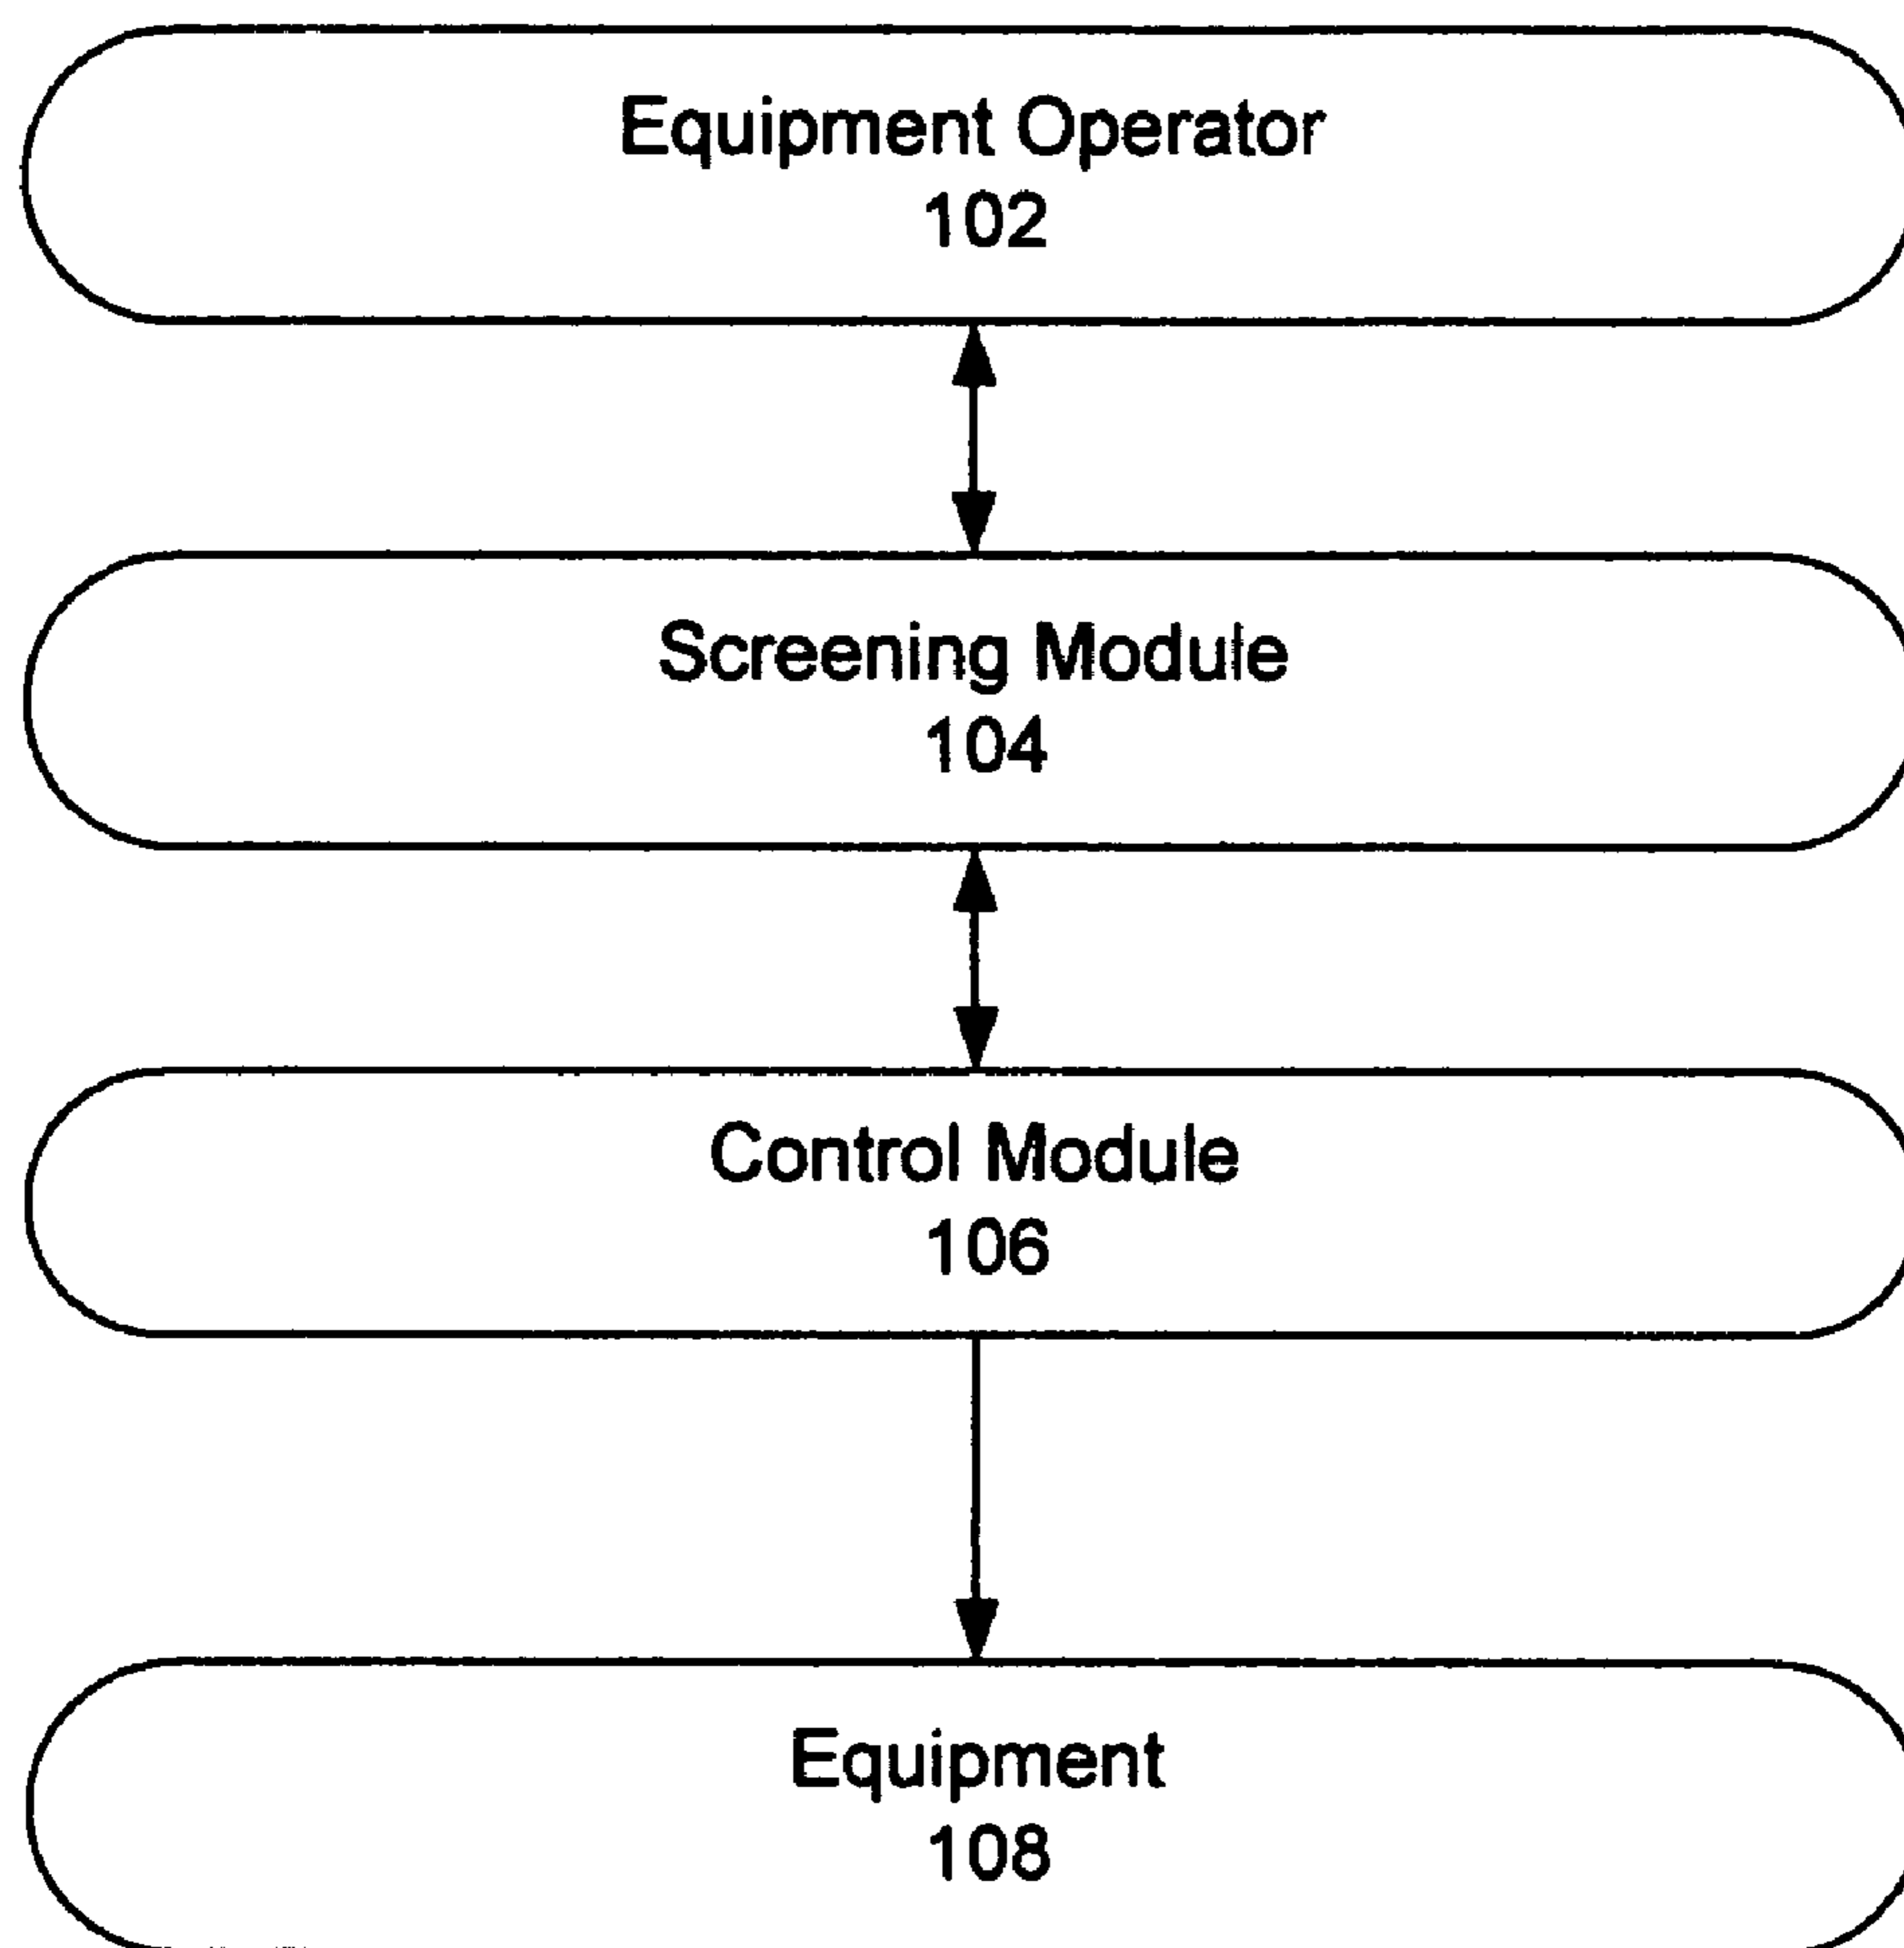 Equipment Operator
102
Screening Module
104
Control Module
106
Equipment
108